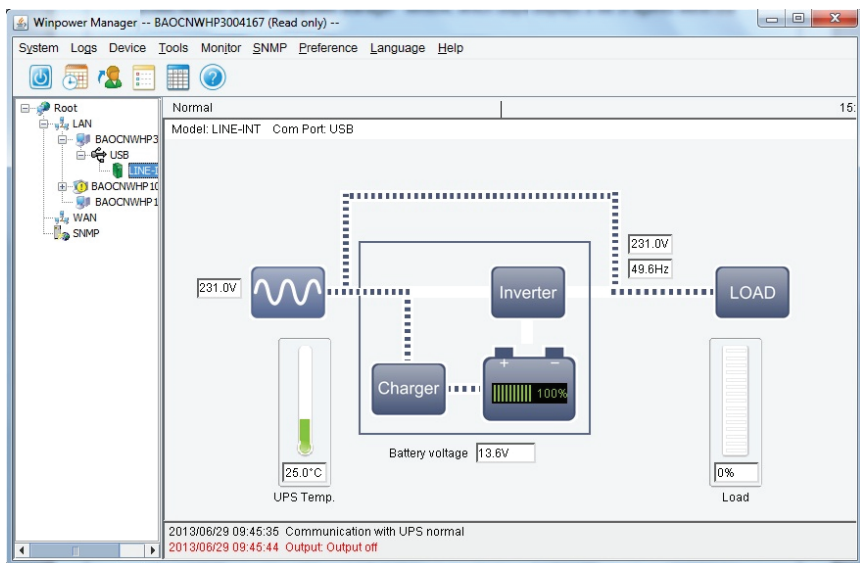 Winpower Manager -- BAOCNWHP3004167 (Read only) --
System Logs Device Tools Monitor SNMP Preference Language Help
Root
LAN
BAOCNWHP3
USB
LINE-I
BAOCNWHP10
BAOCNWHP1
WAN
SNMP
Normal
15:
Model: LINE-INT Com Port: USB
231.0V
231.0V
49.6Hz
Inverter
LOAD
Charger
+ −
100%
Battery voltage 13.6V
25.0°C
UPS Temp.
0%
Load
2013/06/29 09:45:35 Communication with UPS normal
2013/06/29 09:45:44 Output: Output off